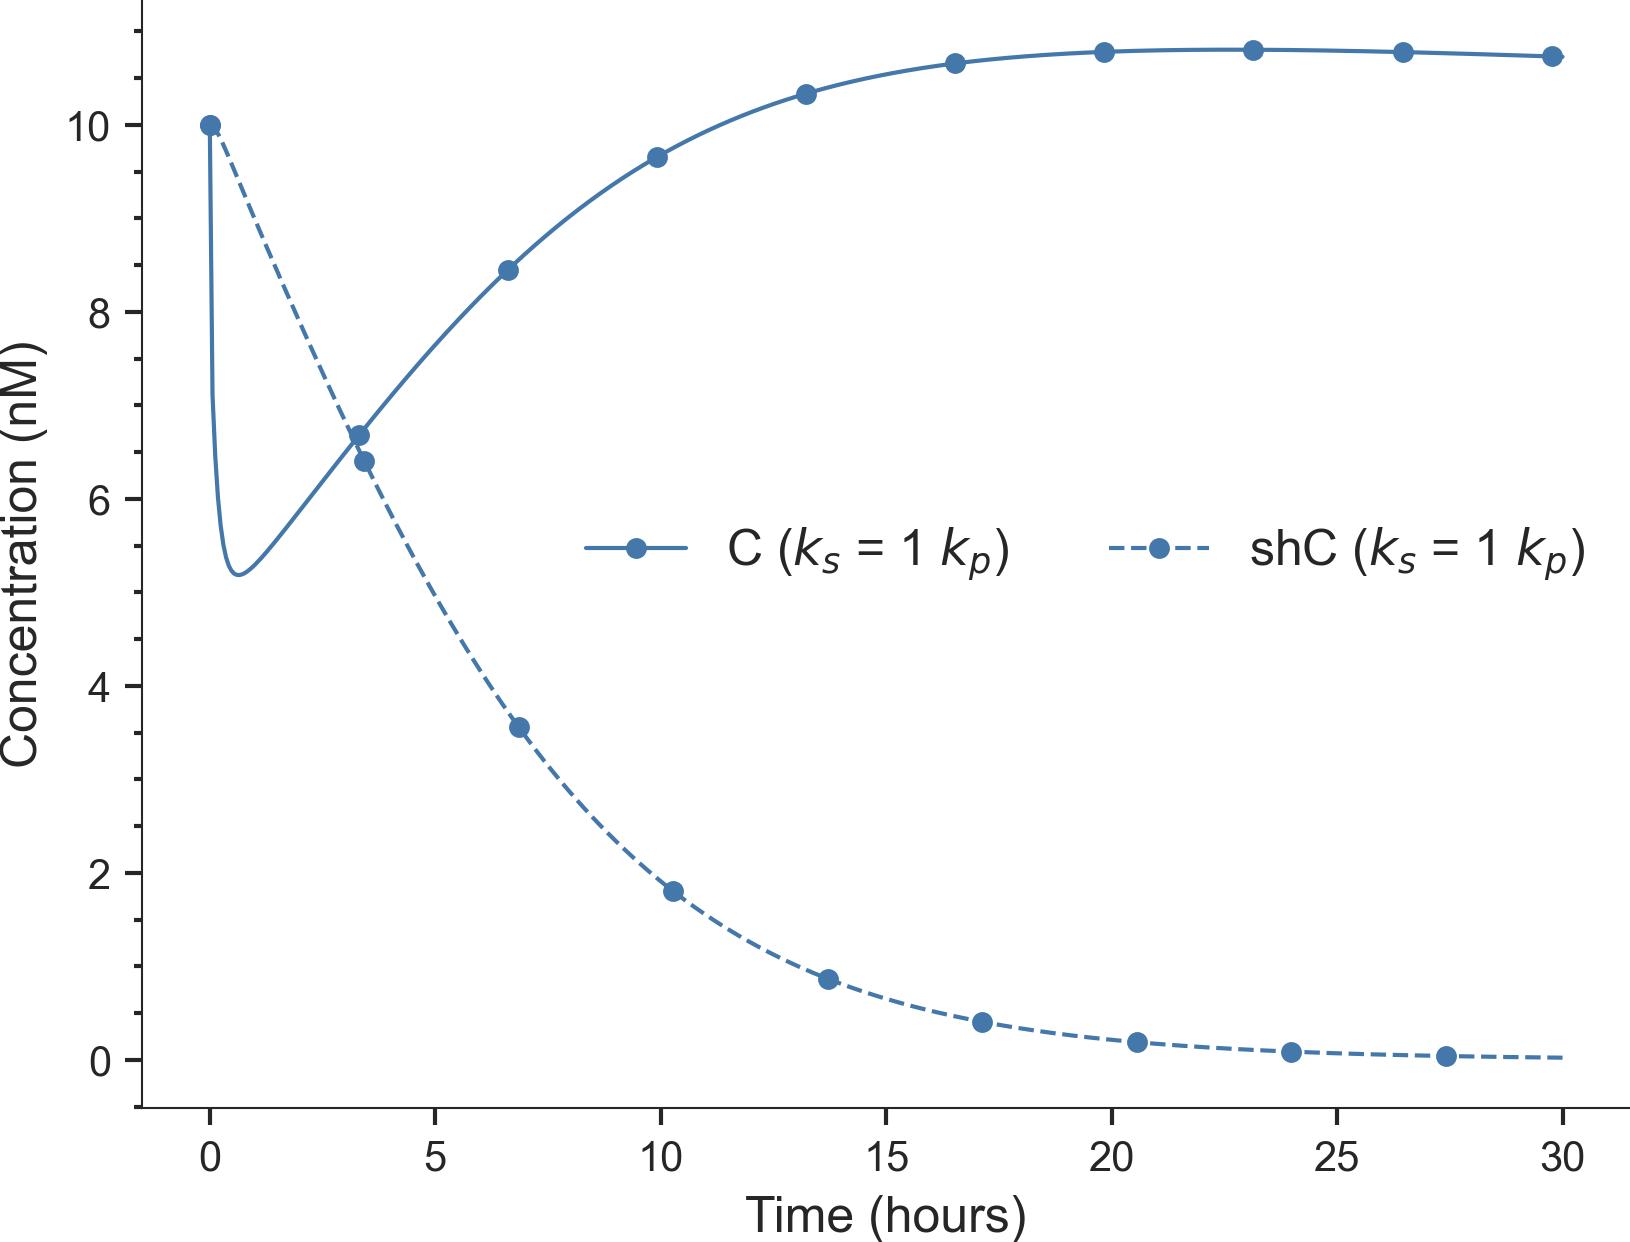 Concentration (nM)
10
8
6
4
2
0
C (kₛ = 1 kₚ)
shC (kₛ = 1 kₚ)
0 5 10 15 20 25 30
Time (hours)